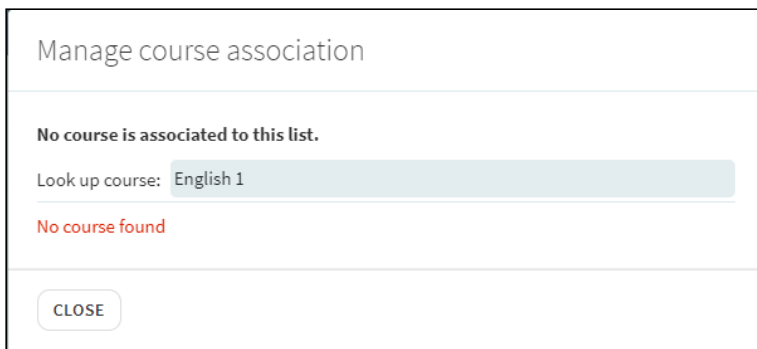 Manage course association
No course is associated to this list.
Look up course: English 1
No course found
CLOSE